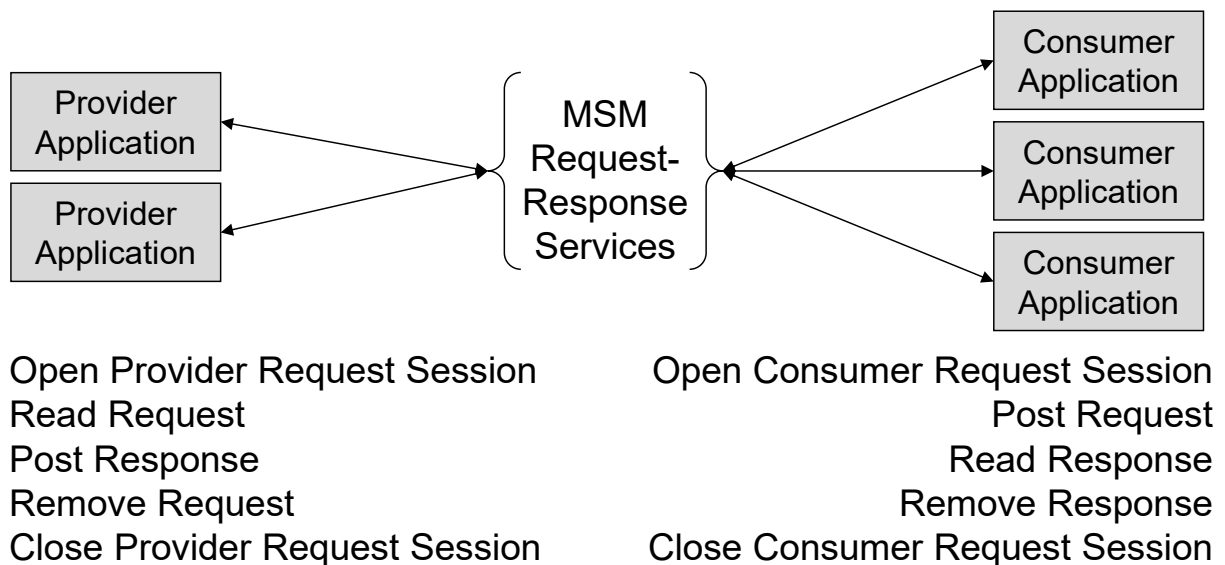 Provider
Application
Provider
Application
MSM
Request-
Response
Services
Consumer
Application
Consumer
Application
Consumer
Application
Open Provider Request Session
Read Request
Post Response
Remove Request
Close Provider Request Session
Open Consumer Request Session
Post Request
Read Response
Remove Response
Close Consumer Request Session